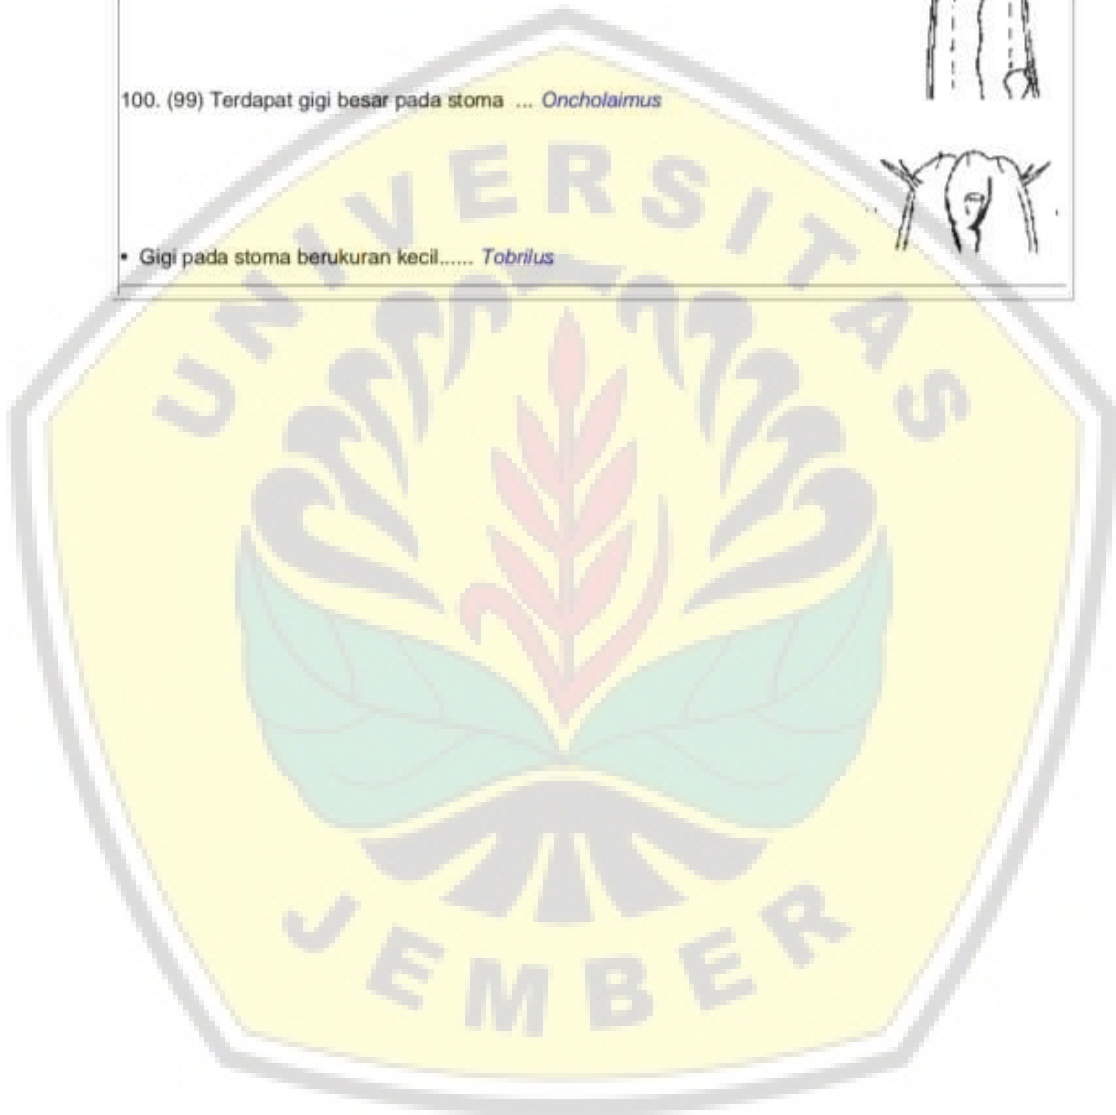 100. (99) Terdapat gigi besar pada stoma ... Oncholaimus
• Gigi pada stoma berukuran kecil...... Tobrilus
UNIVERSITAS
JEMBER